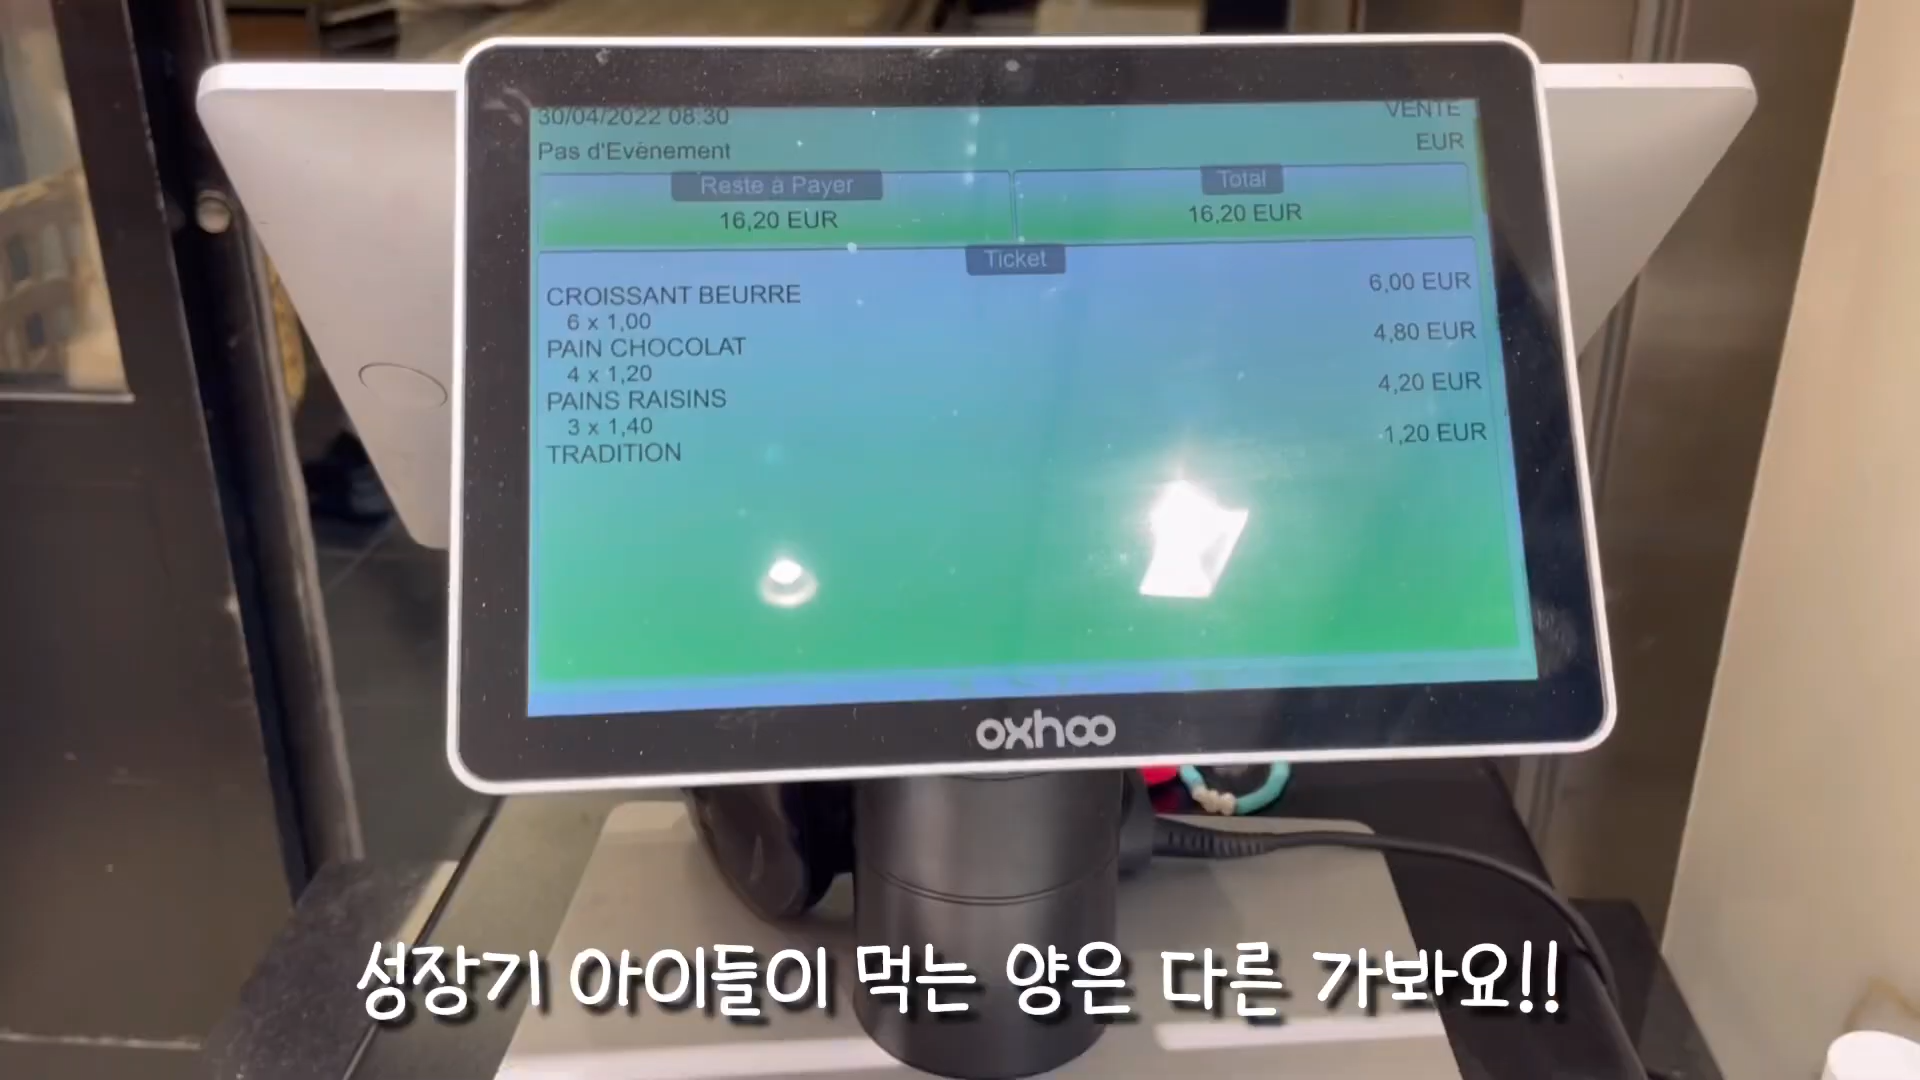 30/04/2022 08:30
VENTE
Pas d'Evènement
EUR
Reste à Payer
16,20 EUR
Total
16,20 EUR
Ticket
CROISSANT BEURRE 6,00 EUR
6 x 1,00
PAIN CHOCOLAT 4,80 EUR
4 x 1,20
PAINS RAISINS 4,20 EUR
3 x 1,40
TRADITION 1,20 EUR
oxhoo
성장기 아이들이 먹는 양은 다른 가봐요!!